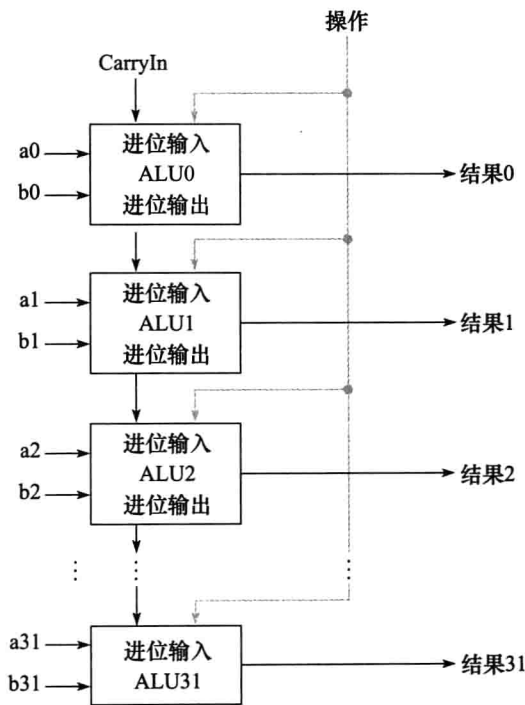 操作
CarryIn
a0
b0
进位输入
ALU0
进位输出
结果0
a1
b1
进位输入
ALU1
进位输出
结果1
a2
b2
进位输入
ALU2
进位输出
结果2
a31
b31
进位输入
ALU31
结果31